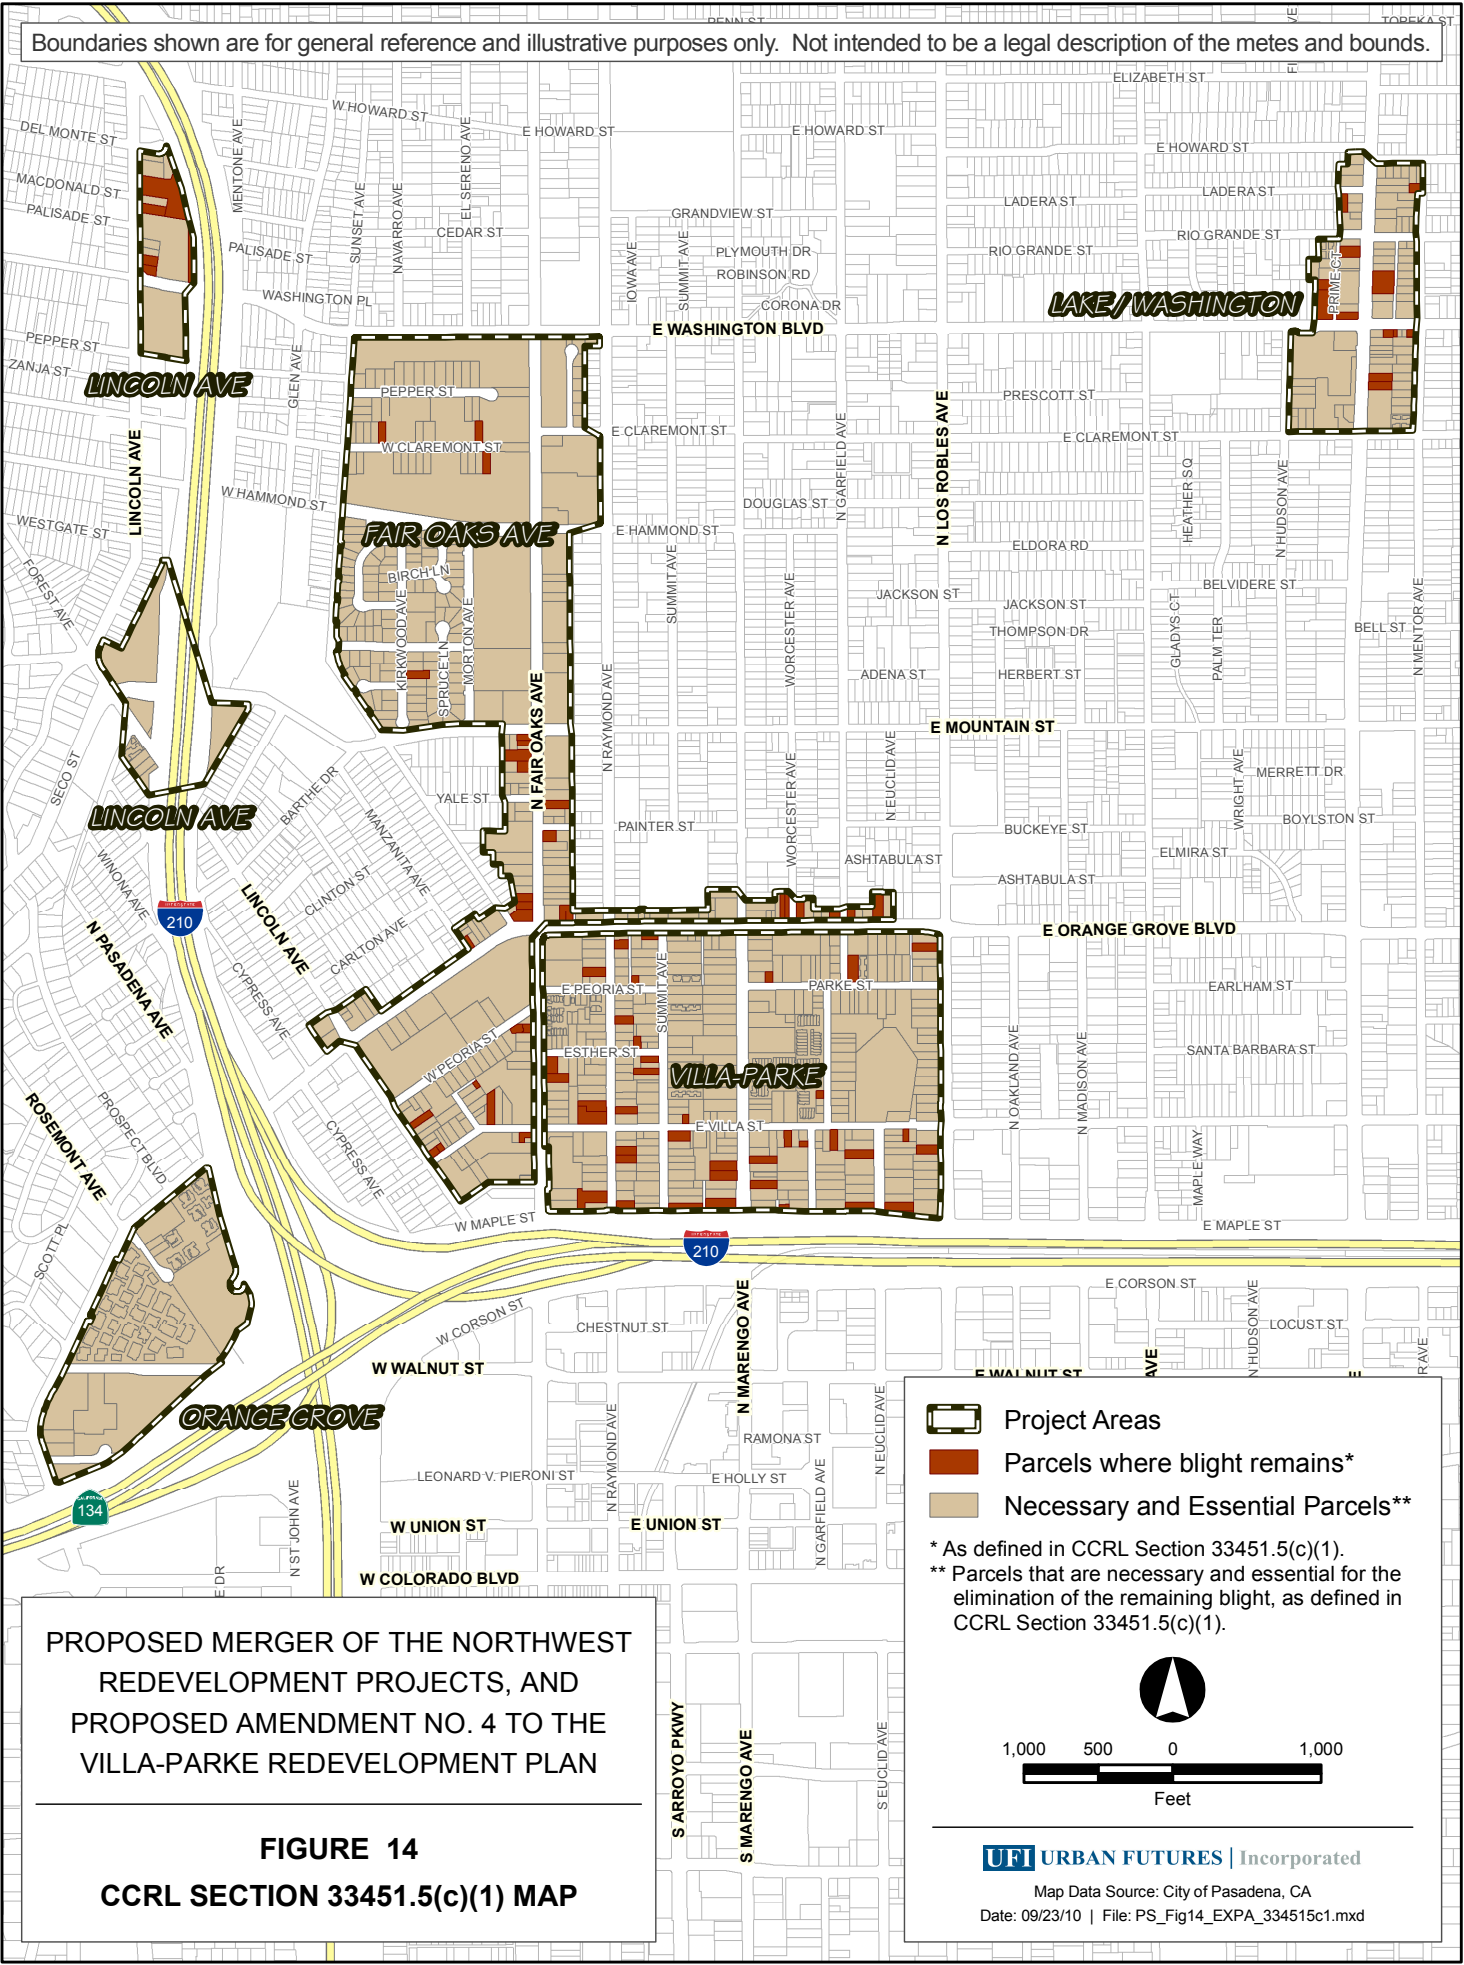 PENN ST
TOPEKA ST
Boundaries shown are for general reference and illustrative purposes only. Not intended to be a legal description of the metes and bounds.
ELIZABETH ST
W HOWARD ST
E HOWARD ST
E HOWARD ST
E HOWARD ST
DEL MONTE ST
MENTONE AVE
EL SERENO AVE
MACDONALD ST
PALISADE ST
PALISADE ST
SUNSET AVE
NAVARRO AVE
CEDAR ST
GRANDVIEW ST
LADERA ST
LADERA ST
RIO GRANDE ST
RIO GRANDE ST
PLYMOUTH DR
ROBINSON RD
CORONA DR
IOWA AVE
SUMMIT AVE
PRIME CT
WASHINGTON PL
LAKE/WASHINGTON
E WASHINGTON BLVD
PEPPER ST
ZANJA ST
LINCOLN AVE
GLEN AVE
PEPPER ST
PRESCOTT ST
W CLAREMONT ST
E CLAREMONT ST
E CLAREMONT ST
LINCOLN AVE
N GARFIELD AVE
N LOS ROBLES AVE
HEATHER SQ
N HUDSON AVE
W HAMMOND ST
E HAMMOND ST
DOUGLAS ST
WESTGATE ST
FAIR OAKS AVE
ELDORA RD
FOREST AVE
BIRCH LN
KIRKWOOD AVE
SPRUCE LN
MORTON AVE
SUMMIT AVE
WORCESTER AVE
JACKSON ST
JACKSON ST
BELVIDERE ST
THOMPSON DR
GLADYS CT
PALM TER
BELL ST
N MENTOR AVE
ADENA ST
HERBERT ST
N FAIR OAKS AVE
N RAYMOND AVE
E MOUNTAIN ST
SECO ST
BARTHE DR
YALE ST
MANZANITA AVE
WORCESTER AVE
N EUCLID AVE
WRIGHT AVE
MERRETT DR
BOYLSTON ST
LINCOLN AVE
PAINTER ST
BUCKEYE ST
ELMIRA ST
ASHTABULA ST
ASHTABULA ST
WINONA AVE
CLINTON ST
LINCOLN AVE
CARLTON AVE
INTERSTATE
210
N PASADENA AVE
CYPRESS AVE
E ORANGE GROVE BLVD
E PEORIA ST
SUMMIT AVE
PARKE ST
EARLHAM ST
W PEORIA ST
ESTHER ST
VILLA-PARKE
SANTA BARBARA ST
N OAKLAND AVE
N MADISON AVE
E VILLA ST
ROSEMONT AVE
PROSPECT BLVD
CYPRESS AVE
MAPLE WAY
SCOTT PL
W MAPLE ST
E MAPLE ST
INTERSTATE
210
W CORSON ST
CHESTNUT ST
N MARENGO AVE
E CORSON ST
LOCUST ST
N HUDSON AVE
W WALNUT ST
E WALNUT ST
AVE
R AVE
ORANGE GROVE
N RAYMOND AVE
RAMONA ST
N EUCLID AVE
LEONARD V. PIERONI ST
E HOLLY ST
N GARFIELD AVE
CALIFORNIA
134
N ST JOHN AVE
W UNION ST
E UNION ST
W COLORADO BLVD
E DR
S ARROYO PKWY
S MARENGO AVE
S EUCLID AVE
Project Areas
Parcels where blight remains*
Necessary and Essential Parcels**
* As defined in CCRL Section 33451.5(c)(1).
** Parcels that are necessary and essential for the
elimination of the remaining blight, as defined in
CCRL Section 33451.5(c)(1).
1,000 500 0 1,000
Feet
UFI URBAN FUTURES | Incorporated
Map Data Source: City of Pasadena, CA
Date: 09/23/10 | File: PS_Fig14_EXPA_334515c1.mxd
PROPOSED MERGER OF THE NORTHWEST
REDEVELOPMENT PROJECTS, AND
PROPOSED AMENDMENT NO. 4 TO THE
VILLA-PARKE REDEVELOPMENT PLAN
FIGURE 14
CCRL SECTION 33451.5(c)(1) MAP